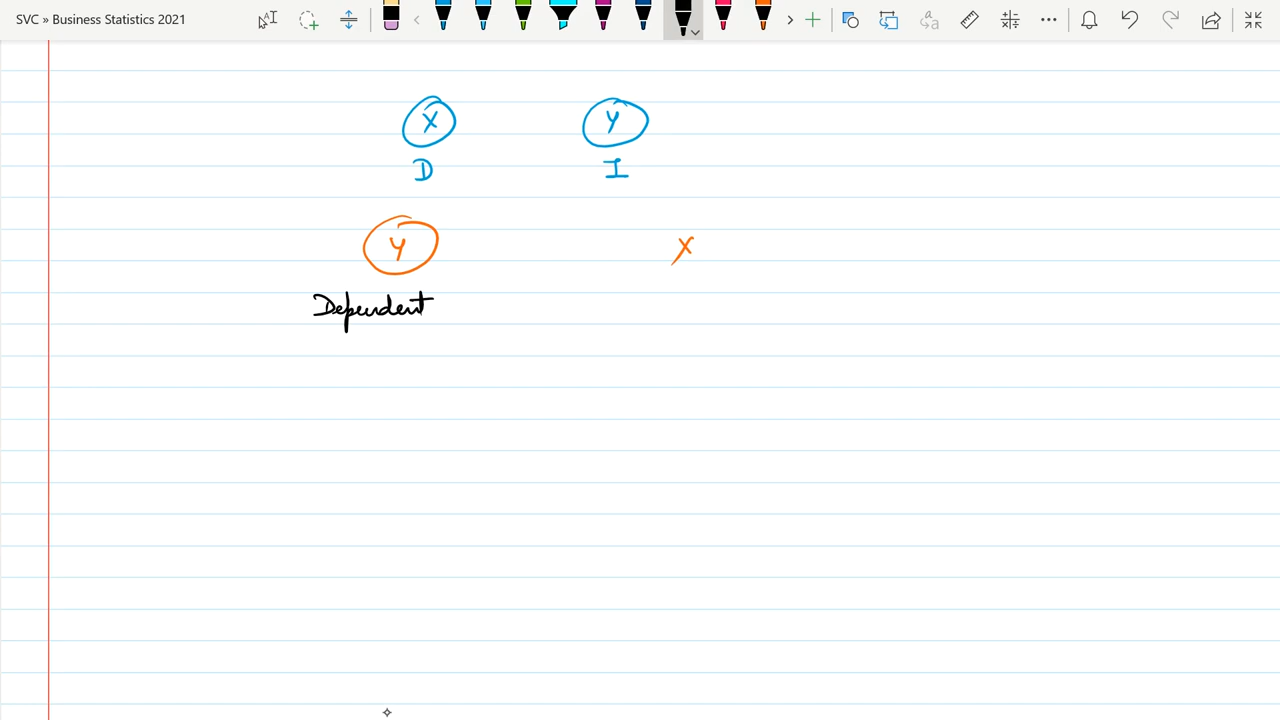 SVC » Business Statistics 2021
X Y
D I
Y X
Dependent